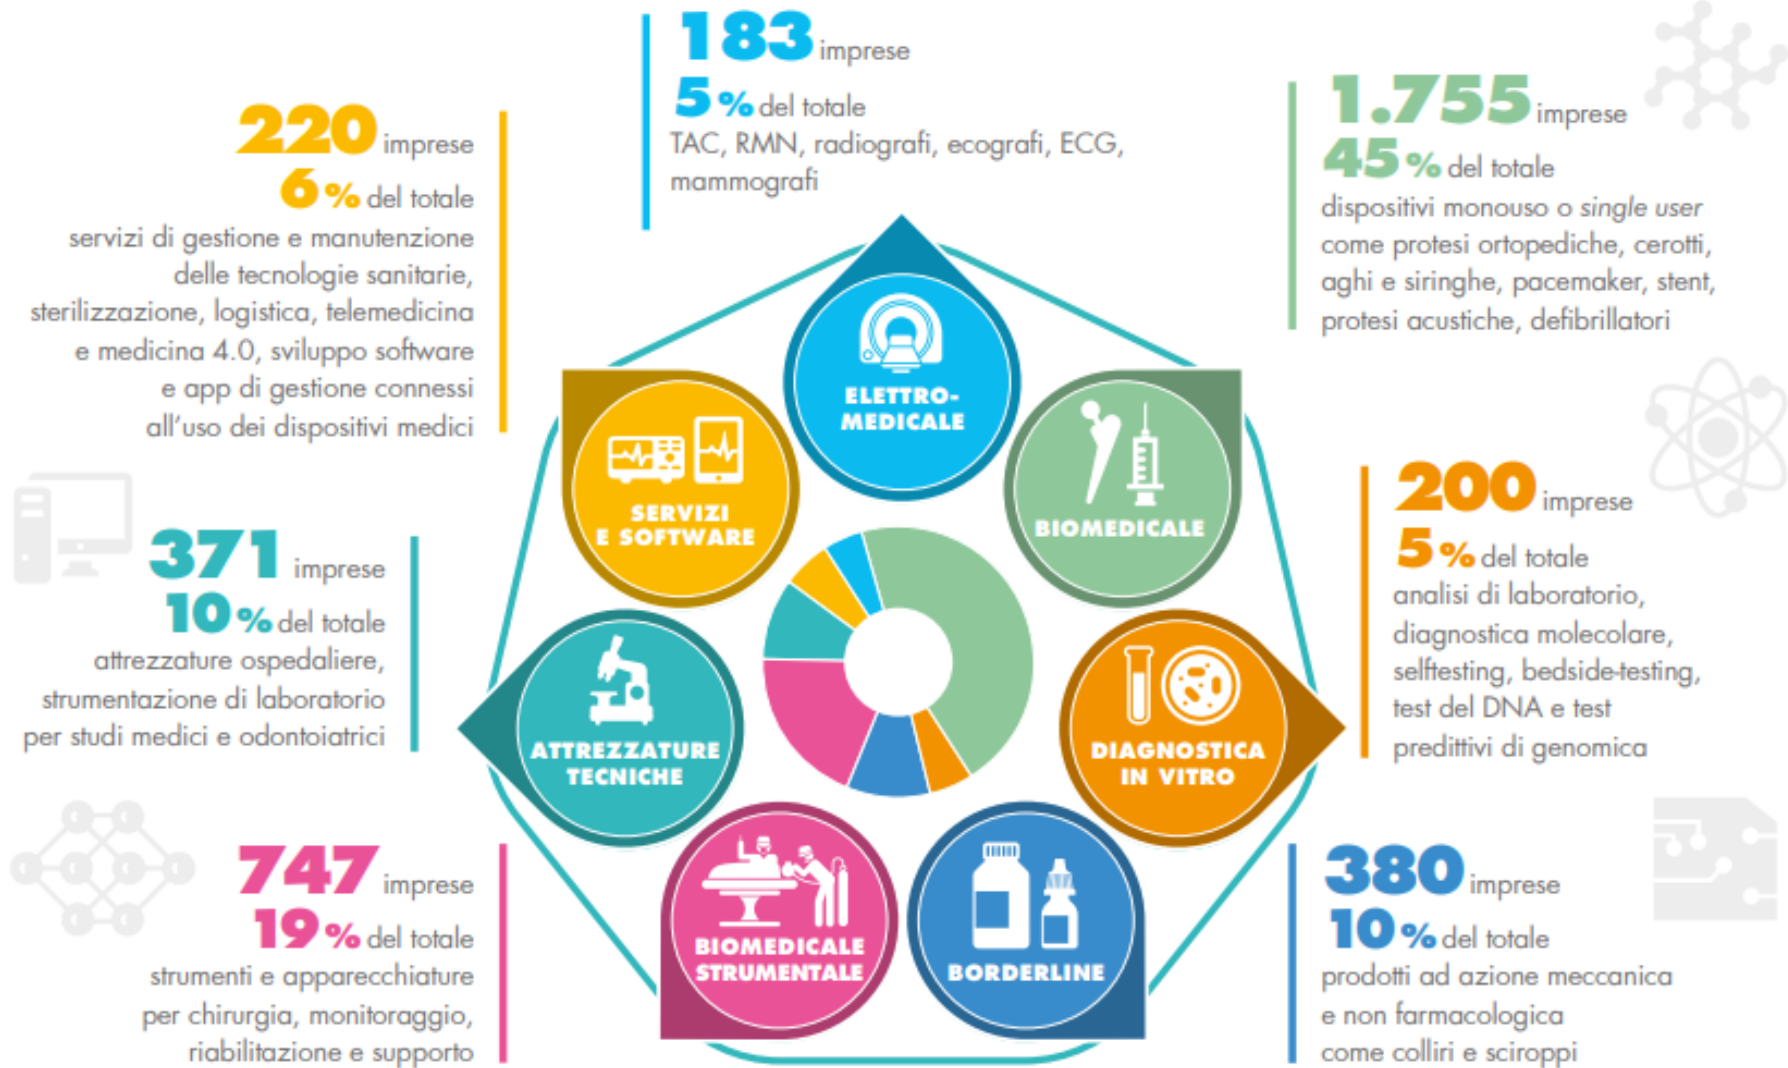 183 imprese
5% del totale
TAC, RMN, radiografi, ecografi, ECG,
mammografi
220 imprese
6% del totale
servizi di gestione e manutenzione
delle tecnologie sanitarie,
sterilizzazione, logistica, telemedicina
e medicina 4.0, sviluppo software
e app di gestione connessi
all'uso dei dispositivi medici
1.755 imprese
45% del totale
dispositivi monouso o single user
come protesi ortopediche, cerotti,
aghi e siringhe, pacemaker, stent,
protesi acustiche, defibrillatori
371 imprese
10% del totale
attrezzature ospedaliere,
strumentazione di laboratorio
per studi medici e odontoiatrici
200 imprese
5% del totale
analisi di laboratorio,
diagnostica molecolare,
selftesting, bedside-testing,
test del DNA e test
predittivi di genomica
747 imprese
19% del totale
strumenti e apparecchiature
per chirurgia, monitoraggio,
riabilitazione e supporto
380 imprese
10% del totale
prodotti ad azione meccanica
e non farmacologica
come colliri e sciroppi
ELETTRO-
MEDICALE
SERVIZI
E SOFTWARE
BIOMEDICALE
ATTREZZATURE
TECNICHE
DIAGNOSTICA
IN VITRO
BIOMEDICALE
STRUMENTALE
BORDERLINE